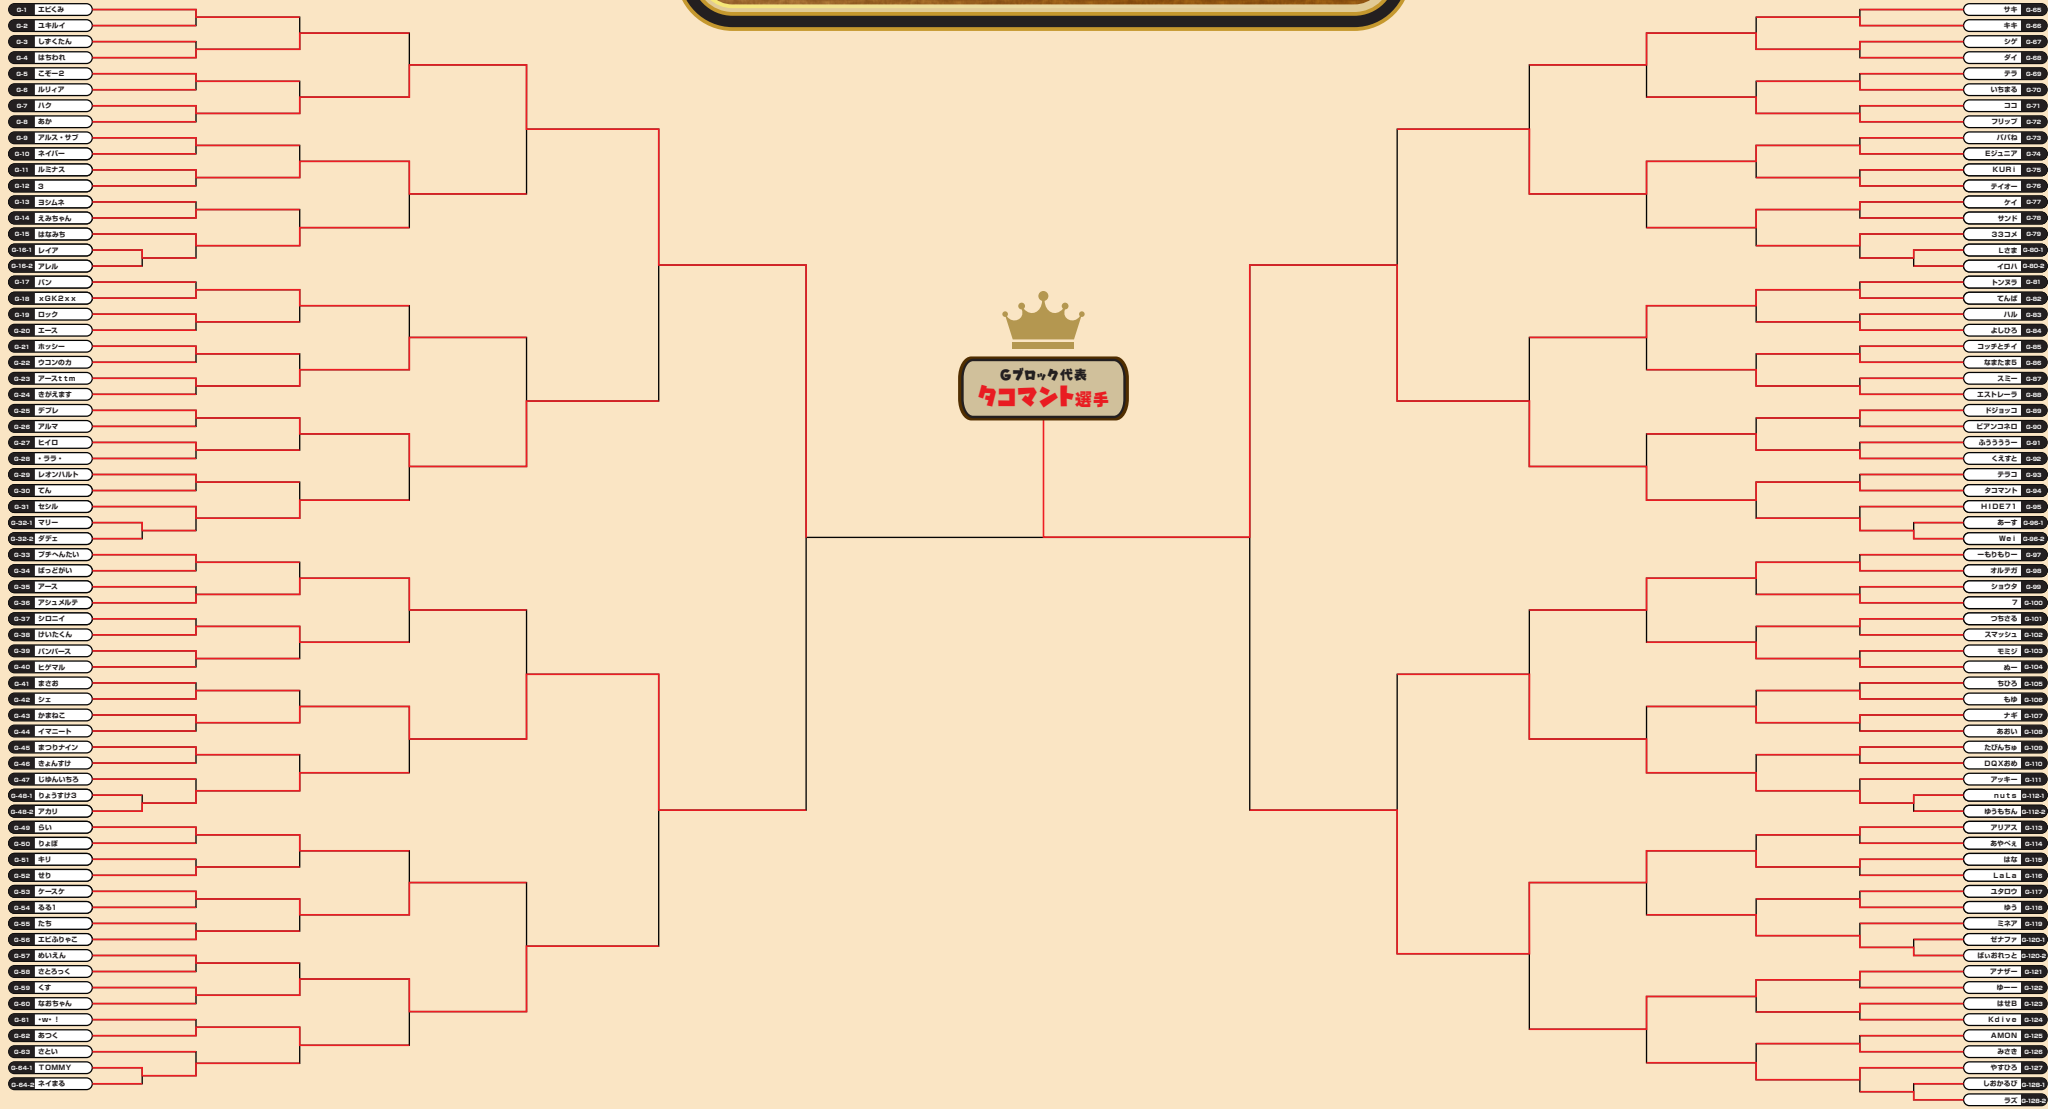 G-1 エビくみ
G-2 ユキルイ
G-3 しずくたん
G-4 はちわれ
G-5 こぞー2
G-6 ルリィア
G-7 ハク
G-8 あか
G-9 アルス・サブ
G-10 ネイバー
G-11 ルミナス
G-12 3
G-13 ヨシムネ
G-14 えみちゃん
G-15 はなみち
G-16-1 レイア
G-16-2 アレル
G-17 パン
G-18 xGK2xx
G-19 ロック
G-20 エース
G-21 ホッシー
G-22 ウコンのカ
G-23 アースttm
G-24 きがえます
G-25 デブレ
G-26 アルマ
G-27 ヒイロ
G-28 ・ララ・
G-29 レオンハルト
G-30 てん
G-31 セシル
G-32-1 マリー
G-32-2 ダデェ
G-33 プチへんたい
G-34 ばっどがい
G-35 アース
G-36 アシュメルテ
G-37 シロニイ
G-38 けいたくん
G-39 パンパース
G-40 ヒゲマル
G-41 まさお
G-42 シェ
G-43 かまねこ
G-44 イマニート
G-45 まつりナイン
G-46 きょんすけ
G-47 じゆんいちろ
G-48-1 りょうすけ3
G-48-2 アカリ
G-49 らい
G-50 りょぼ
G-51 キリ
G-52 せり
G-53 ケースケ
G-54 るる1
G-55 たち
G-56 エビふりゃこ
G-57 めいえん
G-58 さとろっく
G-59 くす
G-60 なおちゃん
G-61 ・w・！
G-62 あつく
G-63 さとい
G-64-1 TOMMY
G-64-2 ネイまる
Gブロック代表
タコマント選手
サキ G-65
キキ G-66
シゲ G-67
ダイ G-68
テラ G-69
いちまる G-70
ココ G-71
フリップ G-72
パパね G-73
Eジュニア G-74
KURI G-75
テイオー G-76
ケイ G-77
サンド G-78
33コメ G-79
Lさま G-80-1
イロハ G-80-2
トンヌラ G-81
てんぱ G-82
ハル G-83
よしひろ G-84
コッチとチイ G-85
なまたま5 G-86
スミー G-87
エストレーラ G-88
ドジョッコ G-89
ビアンコネロ G-90
ふうううう― G-91
くえすと G-92
テラコ G-93
タコマント G-94
HIDE71 G-95
あーす G-96-1
Wei G-96-2
ーもりもりー G-97
オルテガ G-98
ショウタ G-99
7 G-100
つちさる G-101
スマッシュ G-102
モミジ G-103
ぬー G-104
ちひろ G-105
もゆ G-106
ナギ G-107
あおい G-108
たびんちゅ G-109
DQXおめ G-110
アッキー G-111
nuts G-112-1
ゆうもちん G-112-2
アリアス G-113
あやべぇ G-114
はな G-115
LaLa G-116
ユタロウ G-117
ゆう G-118
ミネア G-119
ゼナファ G-120-1
ばぃおれっと G-120-2
アナザー G-121
ゆーー G-122
はせB G-123
Kdive G-124
AMON G-125
みさき G-126
やすひろ G-127
しおかるび G-128-1
ラズ G-128-2